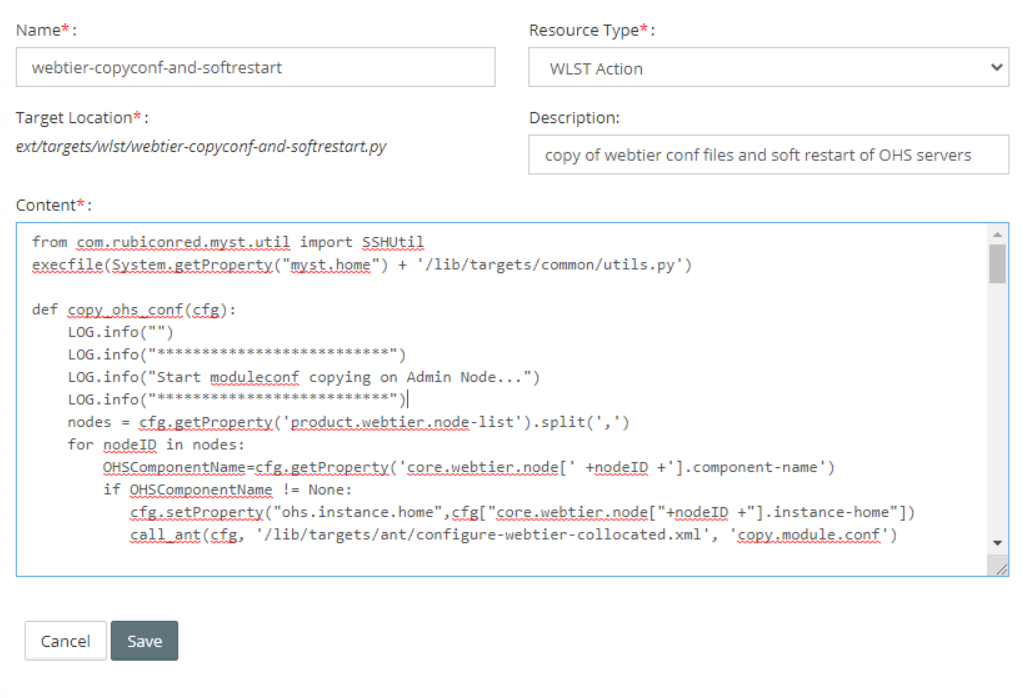 Name*:
webtier-copyconf-and-softrestart
Resource Type*:
WLST Action
Target Location*:
ext/targets/wlst/webtier-copyconf-and-softrestart.py
Description:
copy of webtier conf files and soft restart of OHS servers
Content*:
from com.rubiconred.myst.util import SSHUtil
execfile(System.getProperty("myst.home") + '/lib/targets/common/utils.py')
def copy_ohs_conf(cfg):
    LOG.info("")
    LOG.info("**************************")
    LOG.info("Start moduleconf copying on Admin Node...")
    LOG.info("**************************")
    nodes = cfg.getProperty('product.webtier.node-list').split(',')
    for nodeID in nodes:
        OHSComponentName=cfg.getProperty('core.webtier.node[' +nodeID +'].component-name')
        if OHSComponentName != None:
           cfg.setProperty("ohs.instance.home",cfg["core.webtier.node["+nodeID +"].instance-home"])
           call_ant(cfg, '/lib/targets/ant/configure-webtier-collocated.xml', 'copy.module.conf')
Cancel
Save